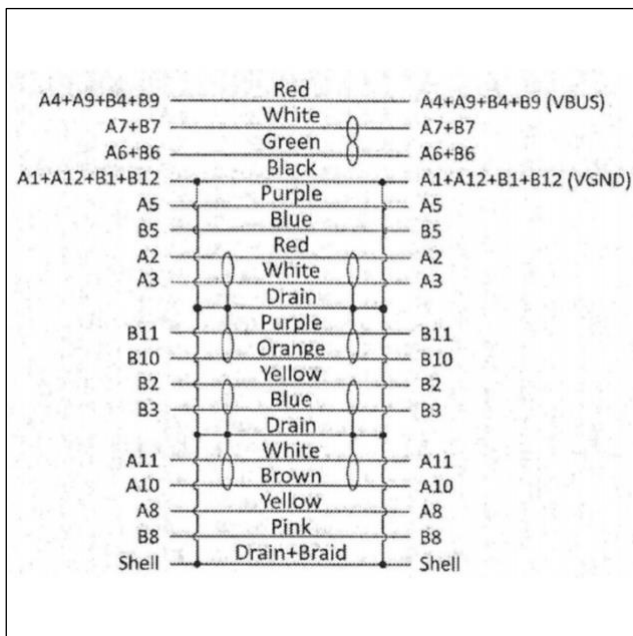 Red
A4+A9+B4+B9 A4+A9+B4+B9 (VBUS)
White
A7+B7 A7+B7
Green
A6+B6 A6+B6
Black
A1+A12+B1+B12 A1+A12+B1+B12 (VGND)
Purple
A5 A5
Blue
B5 B5
Red
A2 A2
White
A3 A3
Drain
Purple
B11 B11
Orange
B10 B10
Yellow
B2 B2
Blue
B3 B3
Drain
White
A11 A11
Brown
A10 A10
Yellow
A8 A8
Pink
B8 B8
Drain+Braid
Shell Shell